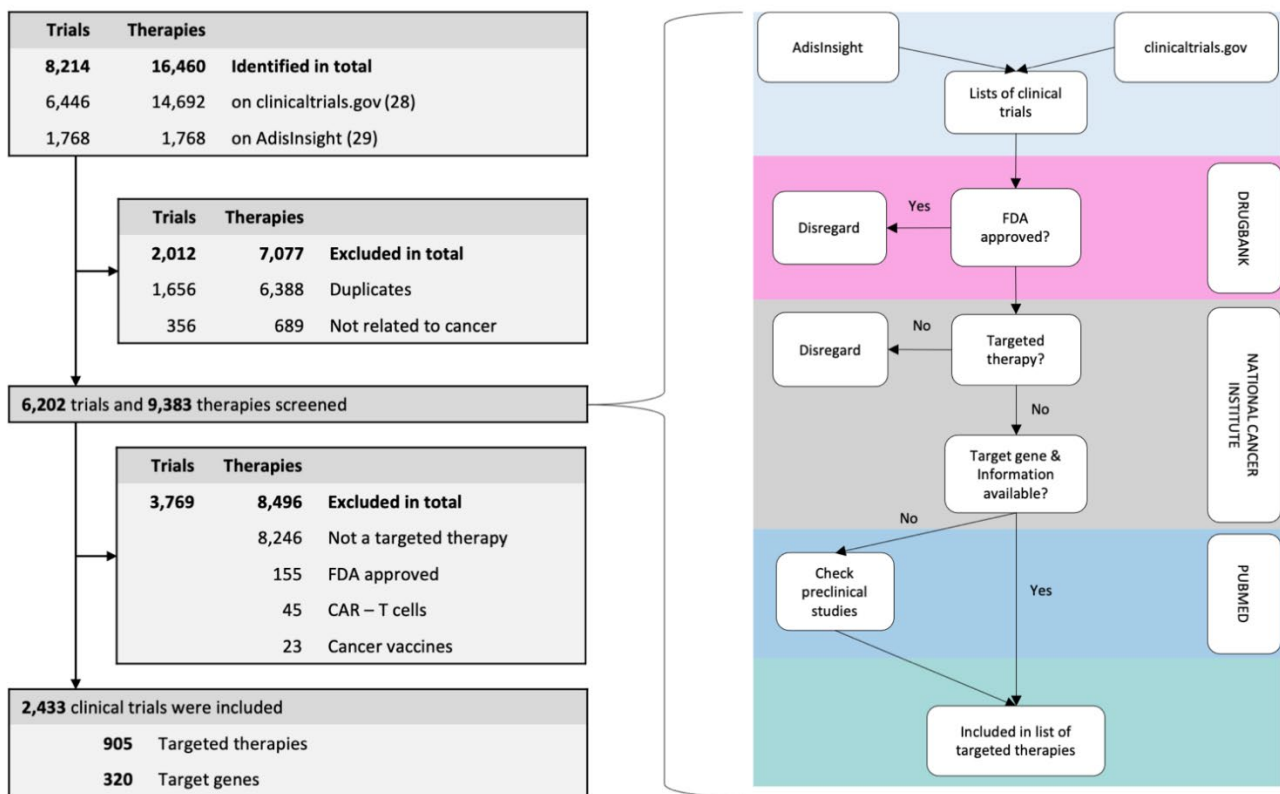 Trials Therapies
8,214 16,460 Identified in total
6,446 14,692 on clinicaltrials.gov (28)
1,768 1,768 on AdisInsight (29)
Trials Therapies
2,012 7,077 Excluded in total
1,656 6,388 Duplicates
356 689 Not related to cancer
6,202 trials and 9,383 therapies screened
Trials Therapies
3,769 8,496 Excluded in total
8,246 Not a targeted therapy
155 FDA approved
45 CAR – T cells
23 Cancer vaccines
2,433 clinical trials were included
905 Targeted therapies
320 Target genes
AdisInsight
clinicaltrials.gov
Lists of clinical
trials
FDA
approved?
Yes
Disregard
DRUGBANK
Targeted
therapy?
No
Disregard
No
Target gene &
Information
available?
NATIONAL CANCER
INSTITUTE
No
Yes
Check
preclinical
studies
PUBMED
Included in list of
targeted therapies